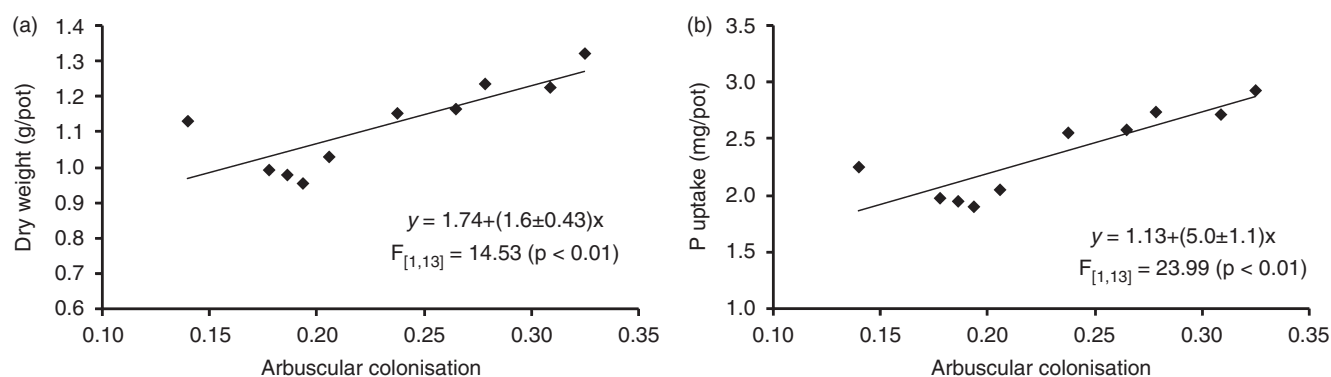 (a)
1.4
1.3
1.2
1.1
1.0
0.9
0.8
0.7
0.6
Dry weight (g/pot)
y = 1.74+(1.6±0.43)x
F[1,13] = 14.53 (p < 0.01)
0.10 0.15 0.20 0.25 0.30 0.35
Arbuscular colonisation
(b)
3.5
3.0
2.5
2.0
1.5
1.0
P uptake (mg/pot)
y = 1.13+(5.0±1.1)x
F[1,13] = 23.99 (p < 0.01)
0.10 0.15 0.20 0.25 0.30 0.35
Arbuscular colonisation